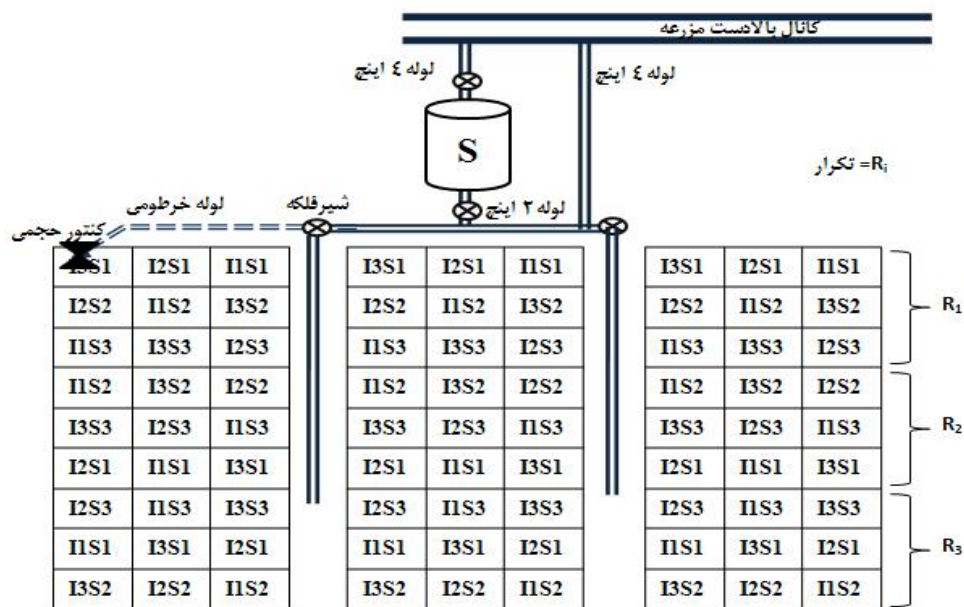 کانال بالادست مزرعه
لوله ٤ اینچ
لوله ٤ اینچ
S
Ri= تکرار
لوله ٢ اینچ
شیرفلکه
لوله خرطومی
کنتور حجمی
I3S1 I2S1 I1S1 I3S1 I2S1 I1S1 I3S1 I2S1 I1S1
I2S2 I1S2 I3S2 I2S2 I1S2 I3S2 I2S2 I1S2 I3S2
R1
I1S3 I3S3 I2S3 I1S3 I3S3 I2S3 I1S3 I3S3 I2S3
I1S2 I3S2 I2S2 I1S2 I3S2 I2S2 I1S2 I3S2 I2S2
I3S3 I2S3 I1S3 I3S3 I2S3 I1S3 I3S3 I2S3 I1S3
R2
I2S1 I1S1 I3S1 I2S1 I1S1 I3S1 I2S1 I1S1 I3S1
I2S3 I1S3 I3S3 I2S3 I1S3 I3S3 I2S3 I1S3 I3S3
I1S1 I3S1 I2S1 I1S1 I3S1 I2S1 I1S1 I3S1 I2S1
R3
I3S2 I2S2 I1S2 I3S2 I2S2 I1S2 I3S2 I2S2 I1S2